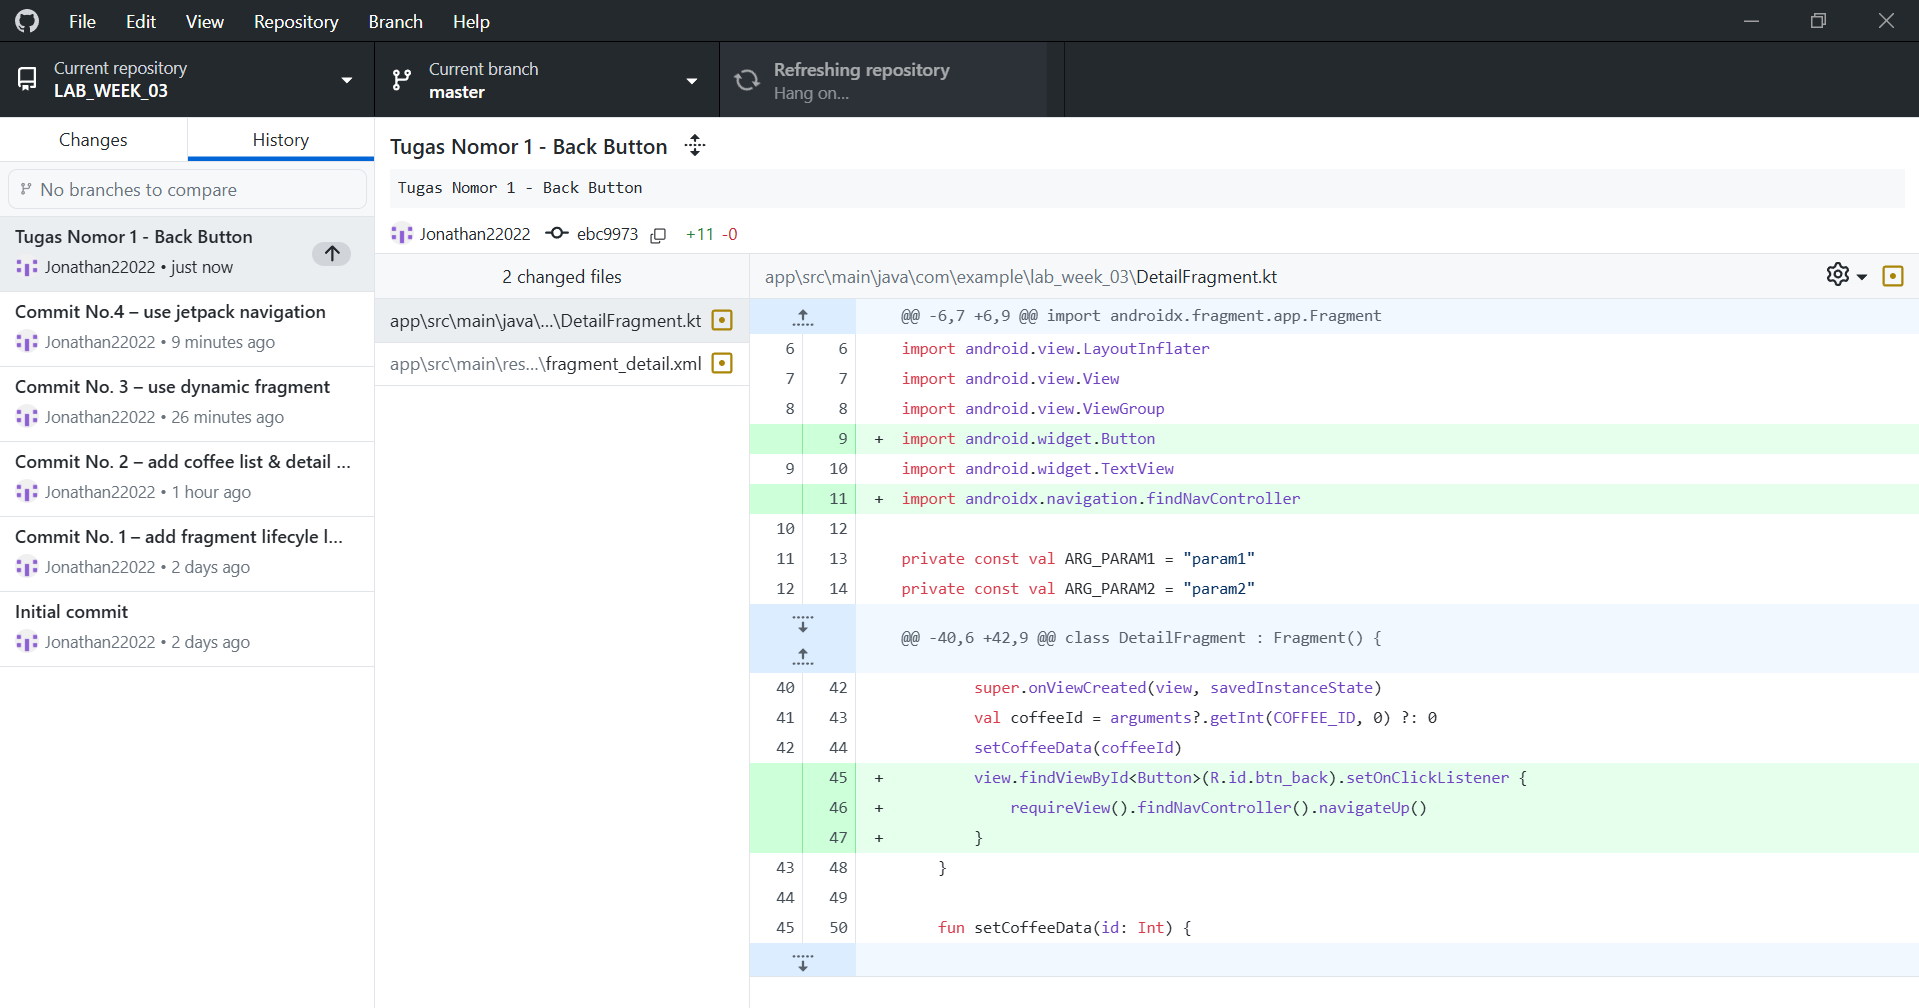 File Edit View Repository Branch Help
Current repository
LAB_WEEK_03
Current branch
master
Refreshing repository
Hang on...
Changes
History
No branches to compare
Tugas Nomor 1 - Back Button
Jonathan22022 • just now
Commit No.4 – use jetpack navigation
Jonathan22022 • 9 minutes ago
Commit No. 3 – use dynamic fragment
Jonathan22022 • 26 minutes ago
Commit No. 2 – add coffee list & detail ...
Jonathan22022 • 1 hour ago
Commit No. 1 – add fragment lifecyle l...
Jonathan22022 • 2 days ago
Initial commit
Jonathan22022 • 2 days ago
Tugas Nomor 1 - Back Button
Tugas Nomor 1 - Back Button
Jonathan22022 ebc9973 +11 -0
2 changed files
app\src\main\java\...\DetailFragment.kt
app\src\main\res...\fragment_detail.xml
app\src\main\java\com\example\lab_week_03\DetailFragment.kt
@@ -6,7 +6,9 @@ import androidx.fragment.app.Fragment
6 6 import android.view.LayoutInflater
7 7 import android.view.View
8 8 import android.view.ViewGroup
9 + import android.widget.Button
9 10 import android.widget.TextView
11 + import androidx.navigation.findNavController
10 12
11 13 private const val ARG_PARAM1 = "param1"
12 14 private const val ARG_PARAM2 = "param2"
@@ -40,6 +42,9 @@ class DetailFragment : Fragment() {
40 42 super.onViewCreated(view, savedInstanceState)
41 43 val coffeeId = arguments?.getInt(COFFEE_ID, 0) ?: 0
42 44 setCoffeeData(coffeeId)
45 + view.findViewById<Button>(R.id.btn_back).setOnClickListener {
46 + requireView().findNavController().navigateUp()
47 + }
43 48 }
44 49
45 50 fun setCoffeeData(id: Int) {